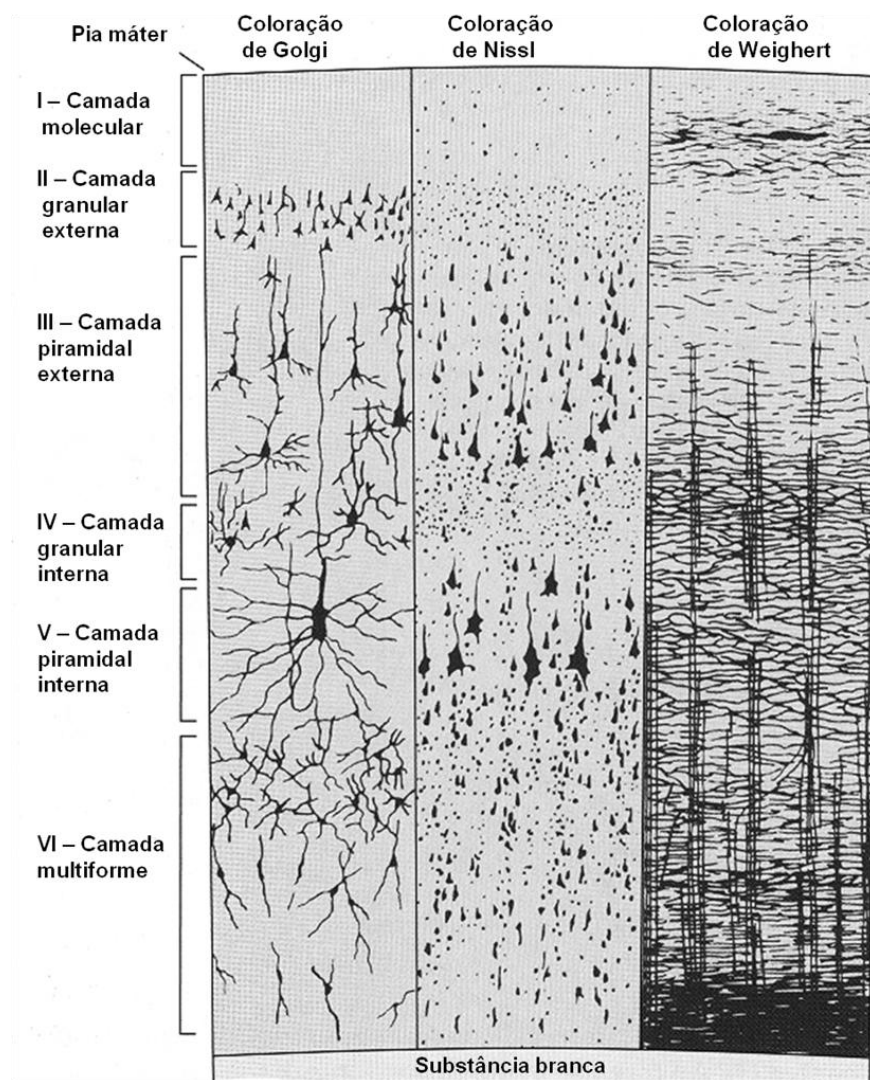 Pia máter
Coloração
de Golgi
Coloração
de Nissl
Coloração
de Weighert
I – Camada
molecular
II – Camada
granular
externa
III – Camada
piramidal
externa
IV – Camada
granular
interna
V – Camada
piramidal
interna
VI – Camada
multiforme
Substância branca